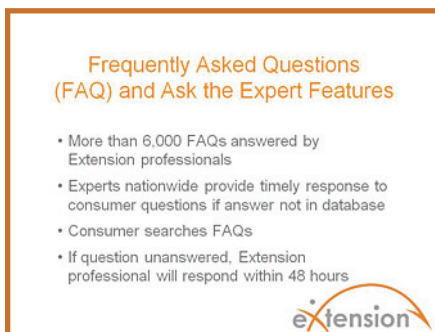 Frequently Asked Questions
(FAQ) and Ask the Expert Features
• More than 6,000 FAQs answered by
Extension professionals
• Experts nationwide provide timely response to
consumer questions if answer not in database
• Consumer searches FAQs
• If question unanswered, Extension
professional will respond within 48 hours
eXtension